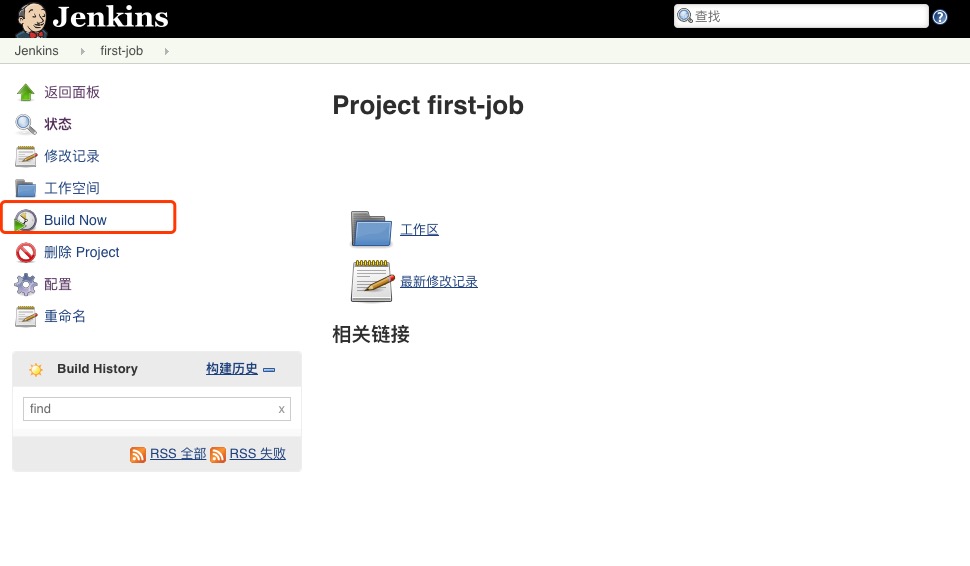 Jenkins
查找
Jenkins first-job
返回面板
状态
修改记录
工作空间
Build Now
删除 Project
配置
重命名
Build History 构建历史
find x
RSS 全部 RSS 失败
Project first-job
工作区
最新修改记录
相关链接